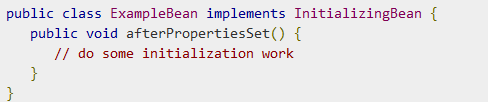 public class ExampleBean implements InitializingBean {
   public void afterPropertiesSet() {
      // do some initialization work
   }
}